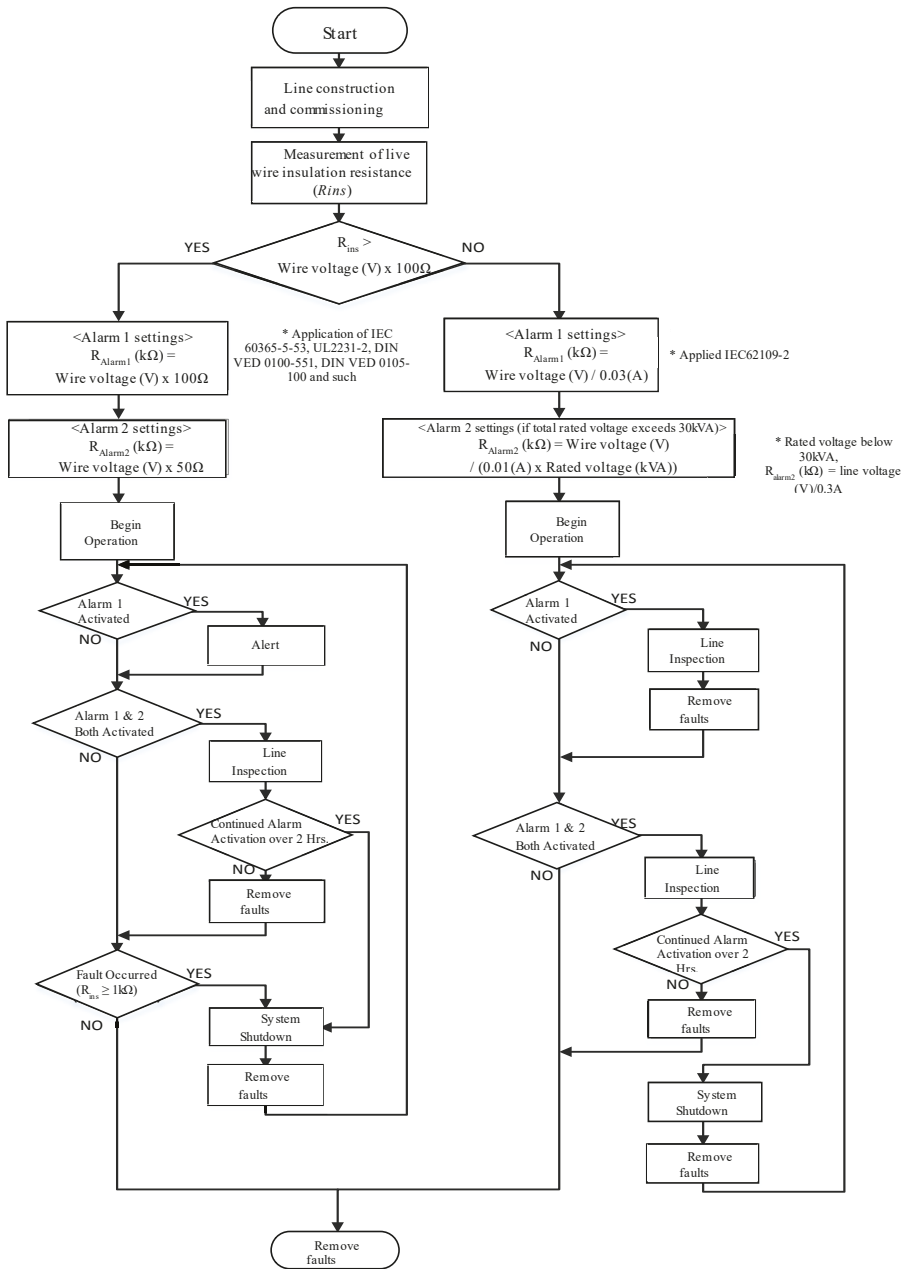 Start
Line construction
and commissioning
Measurement of live
wire insulation resistance
(Rins)
R_ins >
Wire voltage (V) x 100Ω
YES
NO
<Alarm 1 settings>
R_Alarm1 (kΩ) =
Wire voltage (V) x 100Ω
* Application of IEC
60365-5-53, UL2231-2, DIN
VED 0100-551, DIN VED 0105-
100 and such
<Alarm 1 settings>
R_Alarm1 (kΩ) =
Wire voltage (V) / 0.03(A)
* Applied IEC62109-2
<Alarm 2 settings>
R_Alarm2 (kΩ) =
Wire voltage (V) x 50Ω
<Alarm 2 settings (if total rated voltage exceeds 30kVA)>
R_Alarm2 (kΩ) = Wire voltage (V)
/ (0.01(A) x Rated voltage (kVA))
* Rated voltage below
30kVA,
R_alarm2 (kΩ) = line voltage
(V)/0.3A
Begin
Operation
Alarm 1
Activated
YES
NO
Alert
Alarm 1 & 2
Both Activated
YES
NO
Line
Inspection
Continued Alarm
Activation over 2 Hrs.
YES
NO
Remove
faults
Fault Occurred
(R_ins ≥ 1kΩ)
YES
NO
System
Shutdown
Remove
faults
Begin
Operation
Alarm 1
Activated
YES
NO
Line
Inspection
Remove
faults
Alarm 1 & 2
Both Activated
YES
NO
Line
Inspection
Continued Alarm
Activation over 2
Hrs.
YES
NO
Remove
faults
System
Shutdown
Remove
faults
Remove
faults